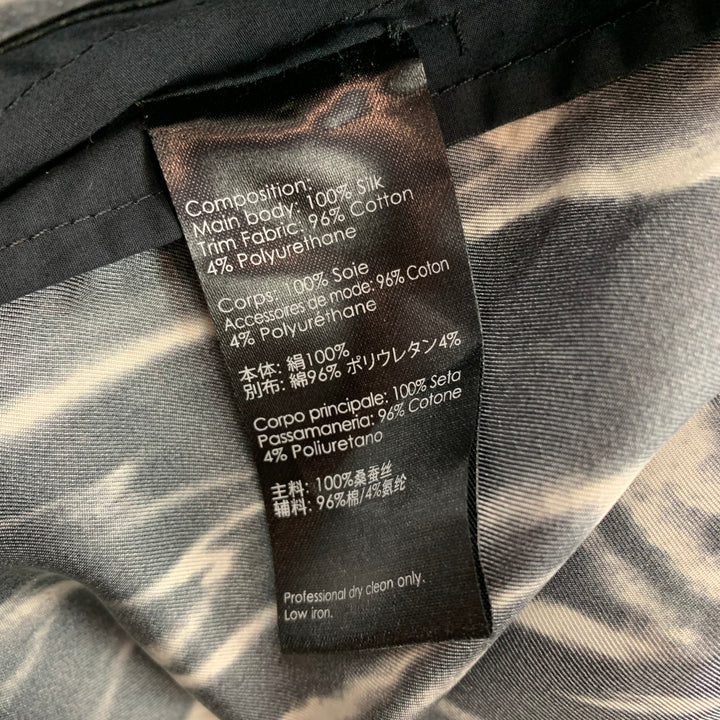 Composition:
Main body: 100% Silk
Trim Fabric: 96% Cotton
4% Polyurethane
Corps: 100% Soie
Accessoires de mode: 96% Coton
4% Polyuréthane
本体: 絹100%
別布: 綿96% ポリウレタン4%
Corpo principale: 100% Seta
Passamaneria: 96% Cotone
4% Poliuretano
主料: 100%桑蚕丝
辅料: 96%棉/4%氨纶
Professional dry clean only.
Low iron.